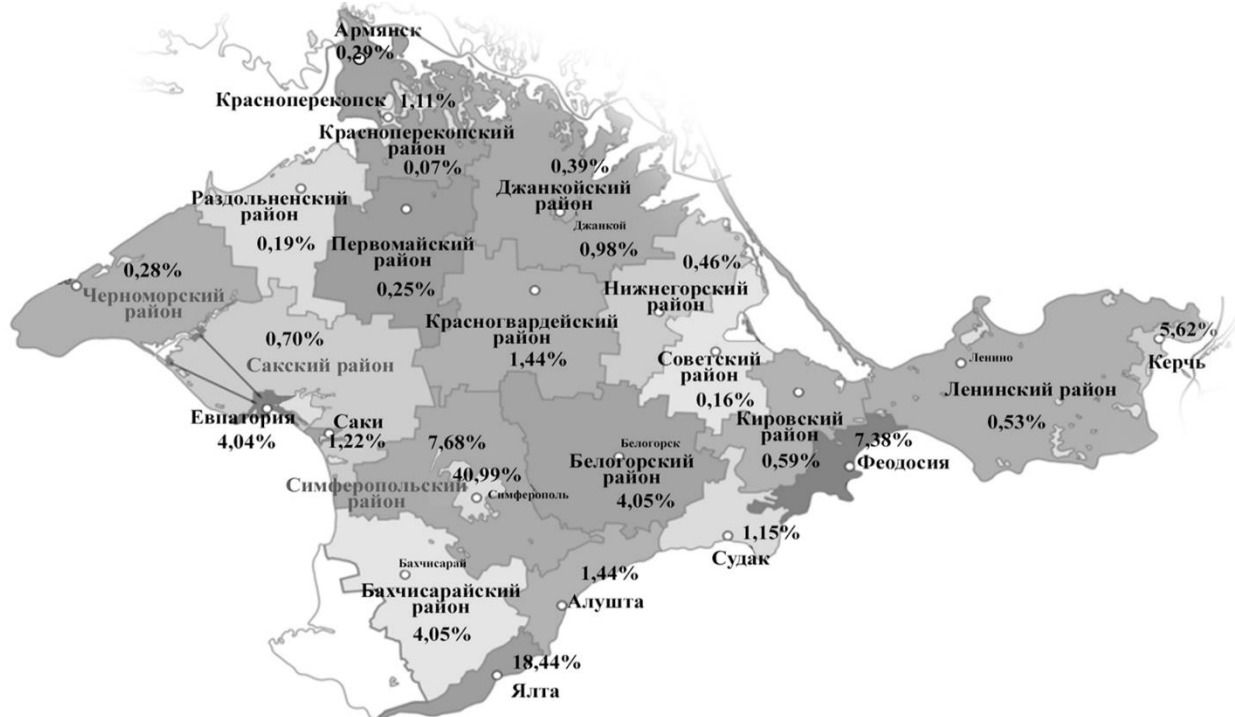 Армянск
0,29%
Красноперекопск
1,11%
Красноперекопский
район
0,07%
0,39%
Джанкойский
район
Джанкой
0,98%
Раздольненский
район
0,19%
Первомайский
район
0,25%
0,28%
Черноморский
район
0,46%
Нижнегорский
район
Красногвардейский
район
1,44%
0,70%
Сакский район
Советский
район
0,16%
5,62%
Керчь
Ленино
Ленинский район
0,53%
Евпатория
4,04%
Саки
1,22%
7,68%
Симферопольский
район
40,99%
Симферополь
Белогорск
Белогорский
район
4,05%
Кировский
район
0,59%
7,38%
Феодосия
1,15%
Судак
Бахчисарай
Бахчисарайский
район
4,05%
1,44%
Алушта
18,44%
Ялта